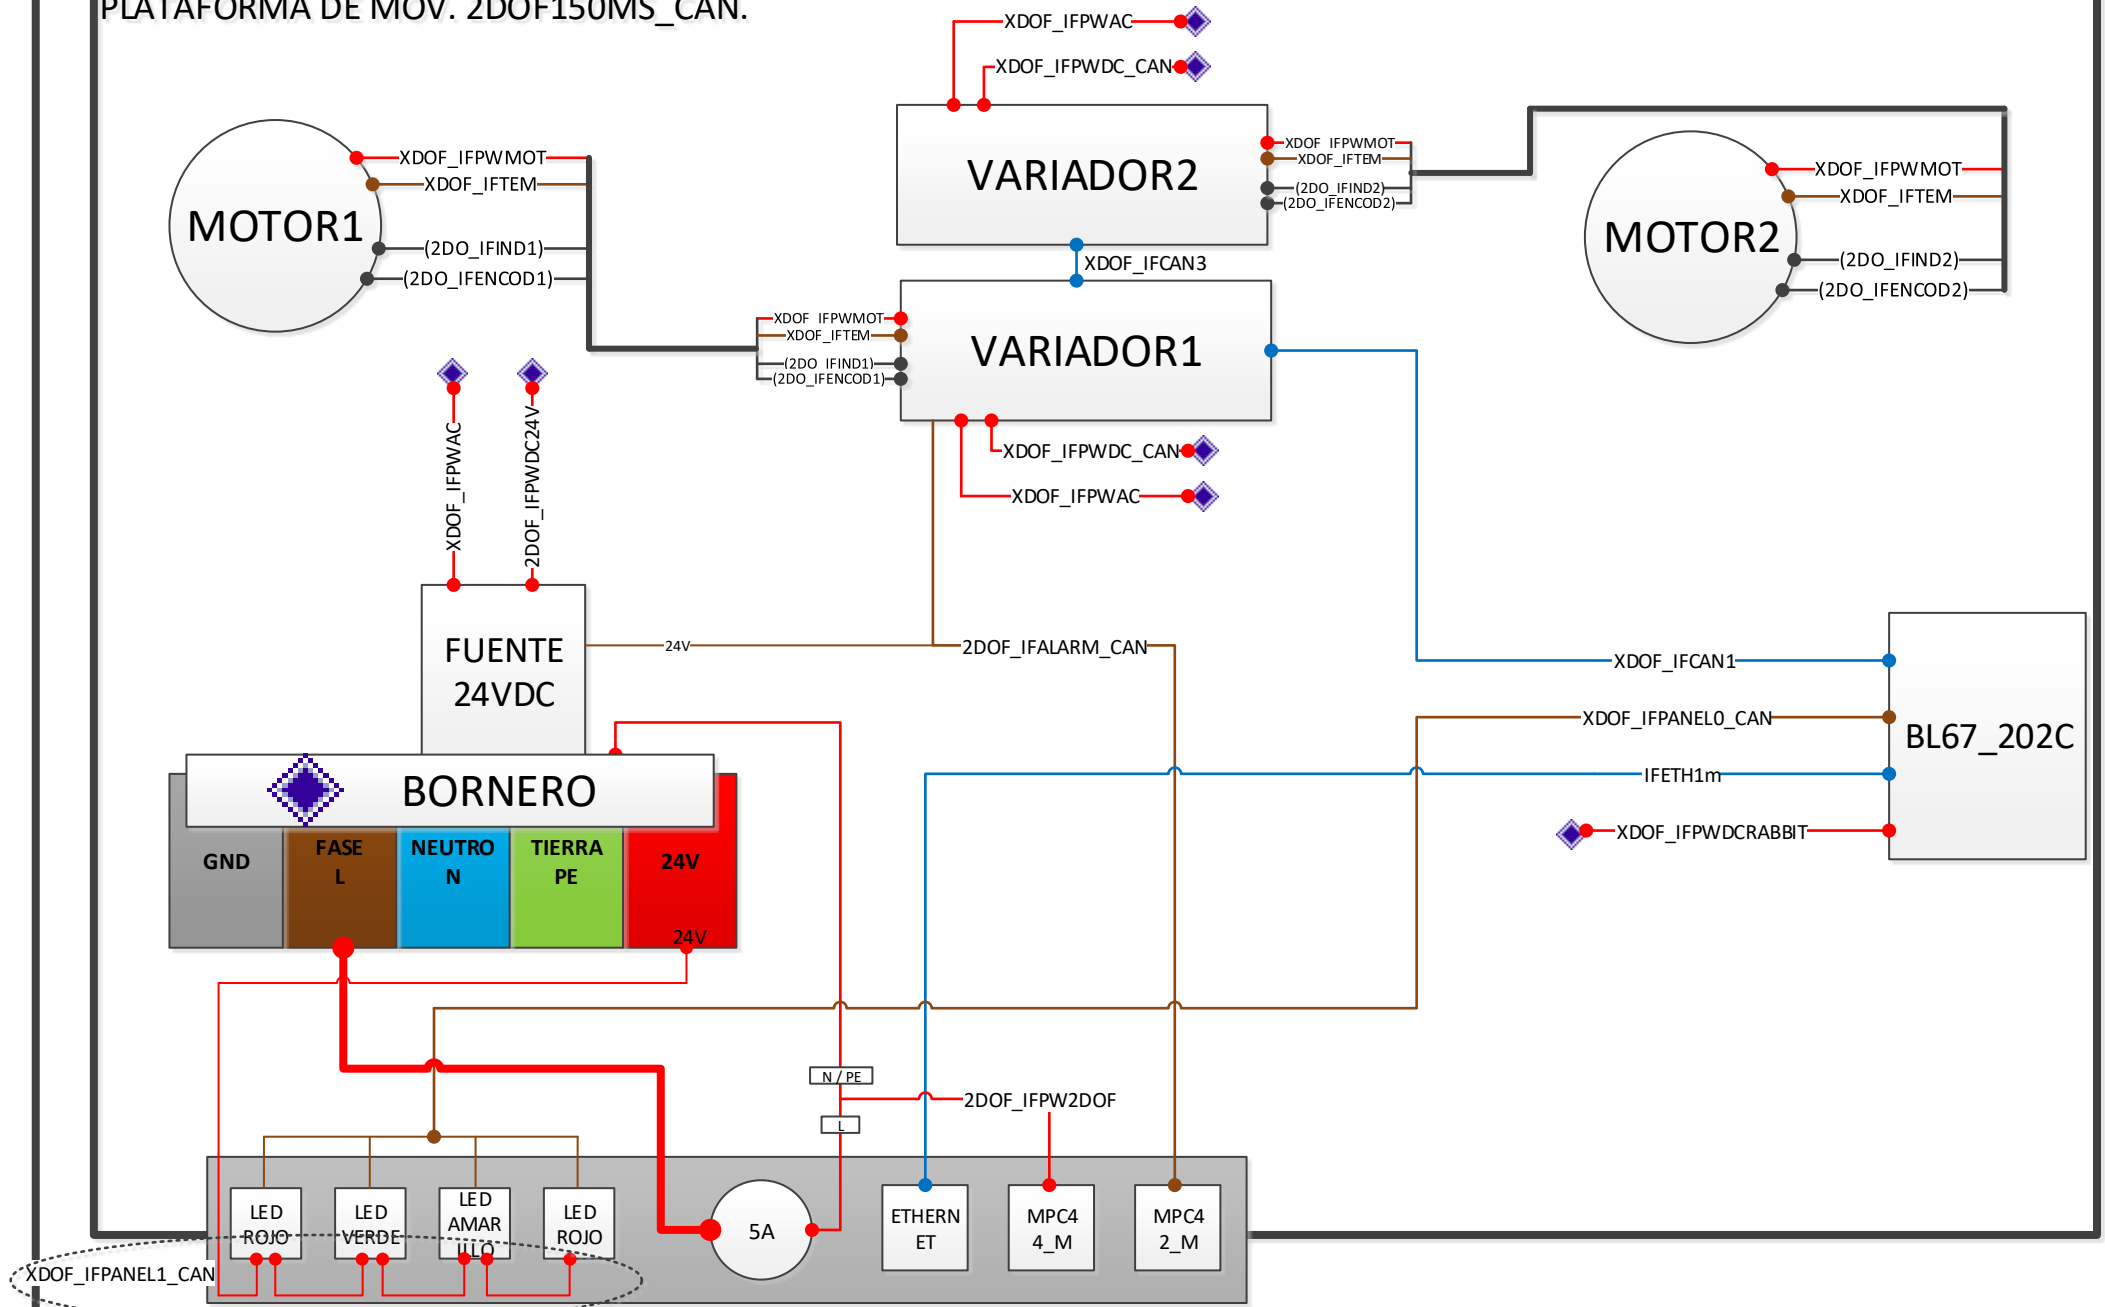 PLATAFORMA DE MOV. 2DOF150MS_CAN.
XDOF_IFPWAC
XDOF_IFPWDC_CAN
MOTOR1
XDOF_IFPWMOT
XDOF_IFTEM
(2DO_IFIND1)
(2DO_IFENCOD1)
VARIADOR2
XDOF_IFPWMOT
XDOF_IFTEM
(2DO_IFIND2)
(2DO_IFENCOD2)
MOTOR2
XDOF_IFPWMOT
XDOF_IFTEM
(2DO_IFIND2)
(2DO_IFENCOD2)
XDOF_IFCAN3
XDOF_IFPWMOT
XDOF_IFTEM
(2DO_IFIND1)
(2DO_IFENCOD1)
VARIADOR1
XDOF_IFPWDC_CAN
XDOF_IFPWAC
XDOF_IFPWAC
2DOF_IFPWDC24V
FUENTE
24VDC
24V
2DOF_IFALARM_CAN
XDOF_IFCAN1
XDOF_IFPANEL0_CAN
IFETH1m
XDOF_IFPWDCRABBIT
BL67_202C
BORNERO
GND
FASE
L
NEUTRO
N
TIERRA
PE
24V
24V
N / PE
L
2DOF_IFPW2DOF
LED
ROJO
LED
VERDE
LED
AMAR
ILLO
LED
ROJO
5A
ETHERN
ET
MPC4
4_M
MPC4
2_M
XDOF_IFPANEL1_CAN